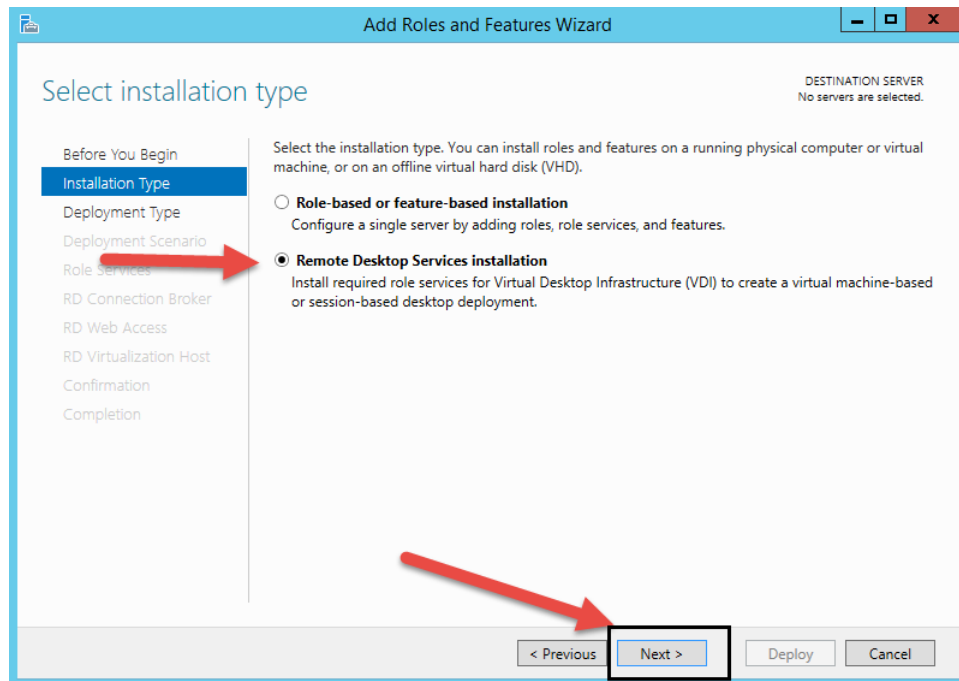 Add Roles and Features Wizard
Select installation type
DESTINATION SERVER
No servers are selected.
Before You Begin
Installation Type
Deployment Type
Deployment Scenario
Role Services
RD Connection Broker
RD Web Access
RD Virtualization Host
Confirmation
Completion
Select the installation type. You can install roles and features on a running physical computer or virtual
machine, or on an offline virtual hard disk (VHD).
Role-based or feature-based installation
Configure a single server by adding roles, role services, and features.
Remote Desktop Services installation
Install required role services for Virtual Desktop Infrastructure (VDI) to create a virtual machine-based
or session-based desktop deployment.
< Previous
Next >
Deploy
Cancel